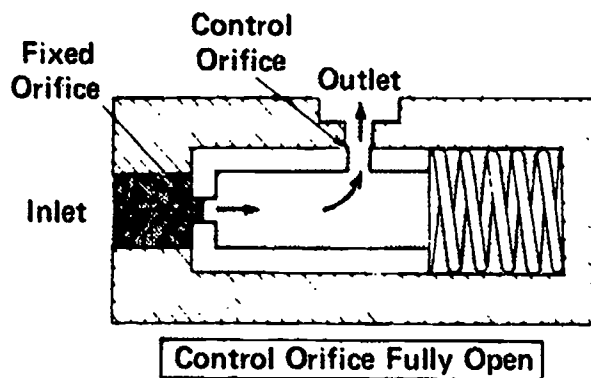 Fixed
Orifice
Control
Orifice
Outlet
Inlet
Control Orifice Fully Open